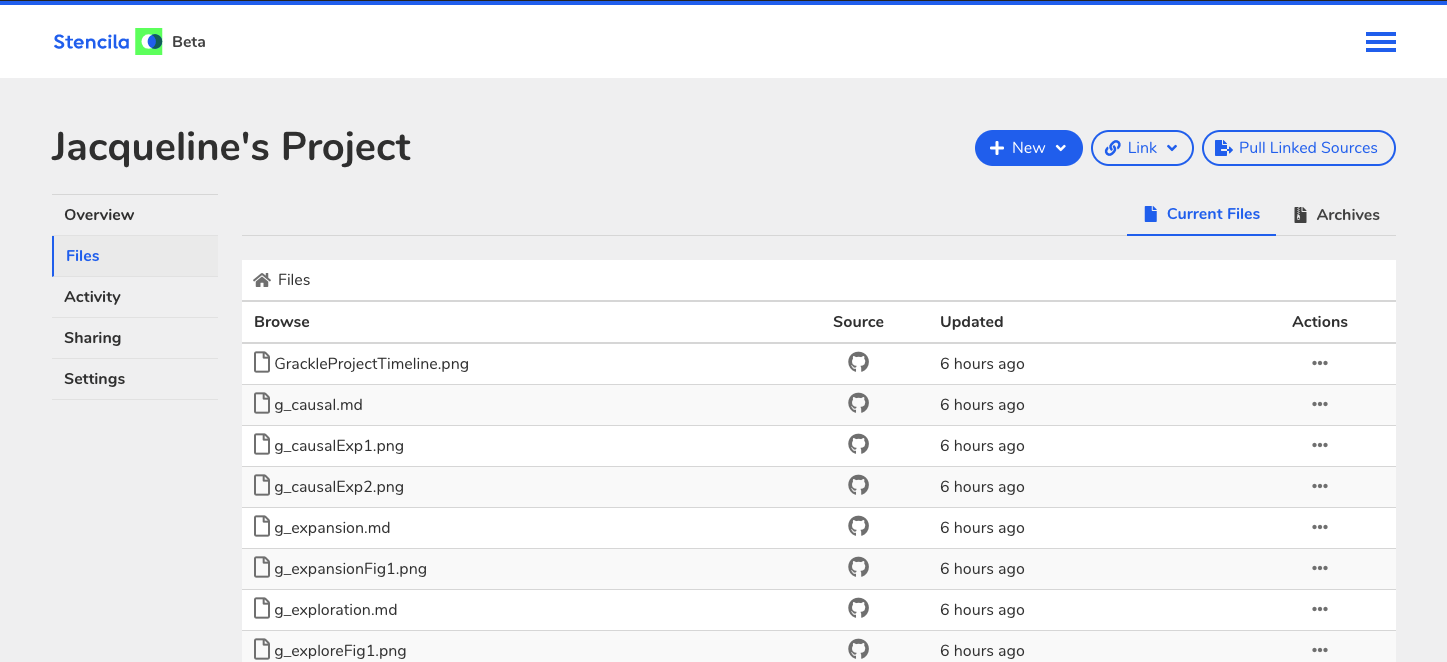 Stencila Beta
Jacqueline's Project
New Link Pull Linked Sources
Overview
Files
Activity
Sharing
Settings
Current Files Archives
Files
Browse Source Updated Actions
GrackleProjectTimeline.png 6 hours ago
g_causal.md 6 hours ago
g_causalExp1.png 6 hours ago
g_causalExp2.png 6 hours ago
g_expansion.md 6 hours ago
g_expansionFig1.png 6 hours ago
g_exploration.md 6 hours ago
g_exploreFig1.png 6 hours ago